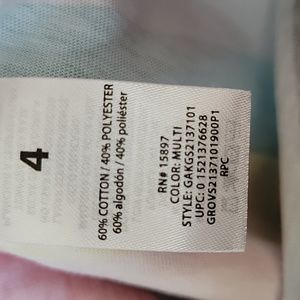 4
60% COTTON / 40% POLYESTER
60% algodón / 40% poliéster
RN# 15897
COLOR: MULTI
STYLE: GAKGS2137101
UPC: 0 1521376628
GROVS2137101900P1
RPC